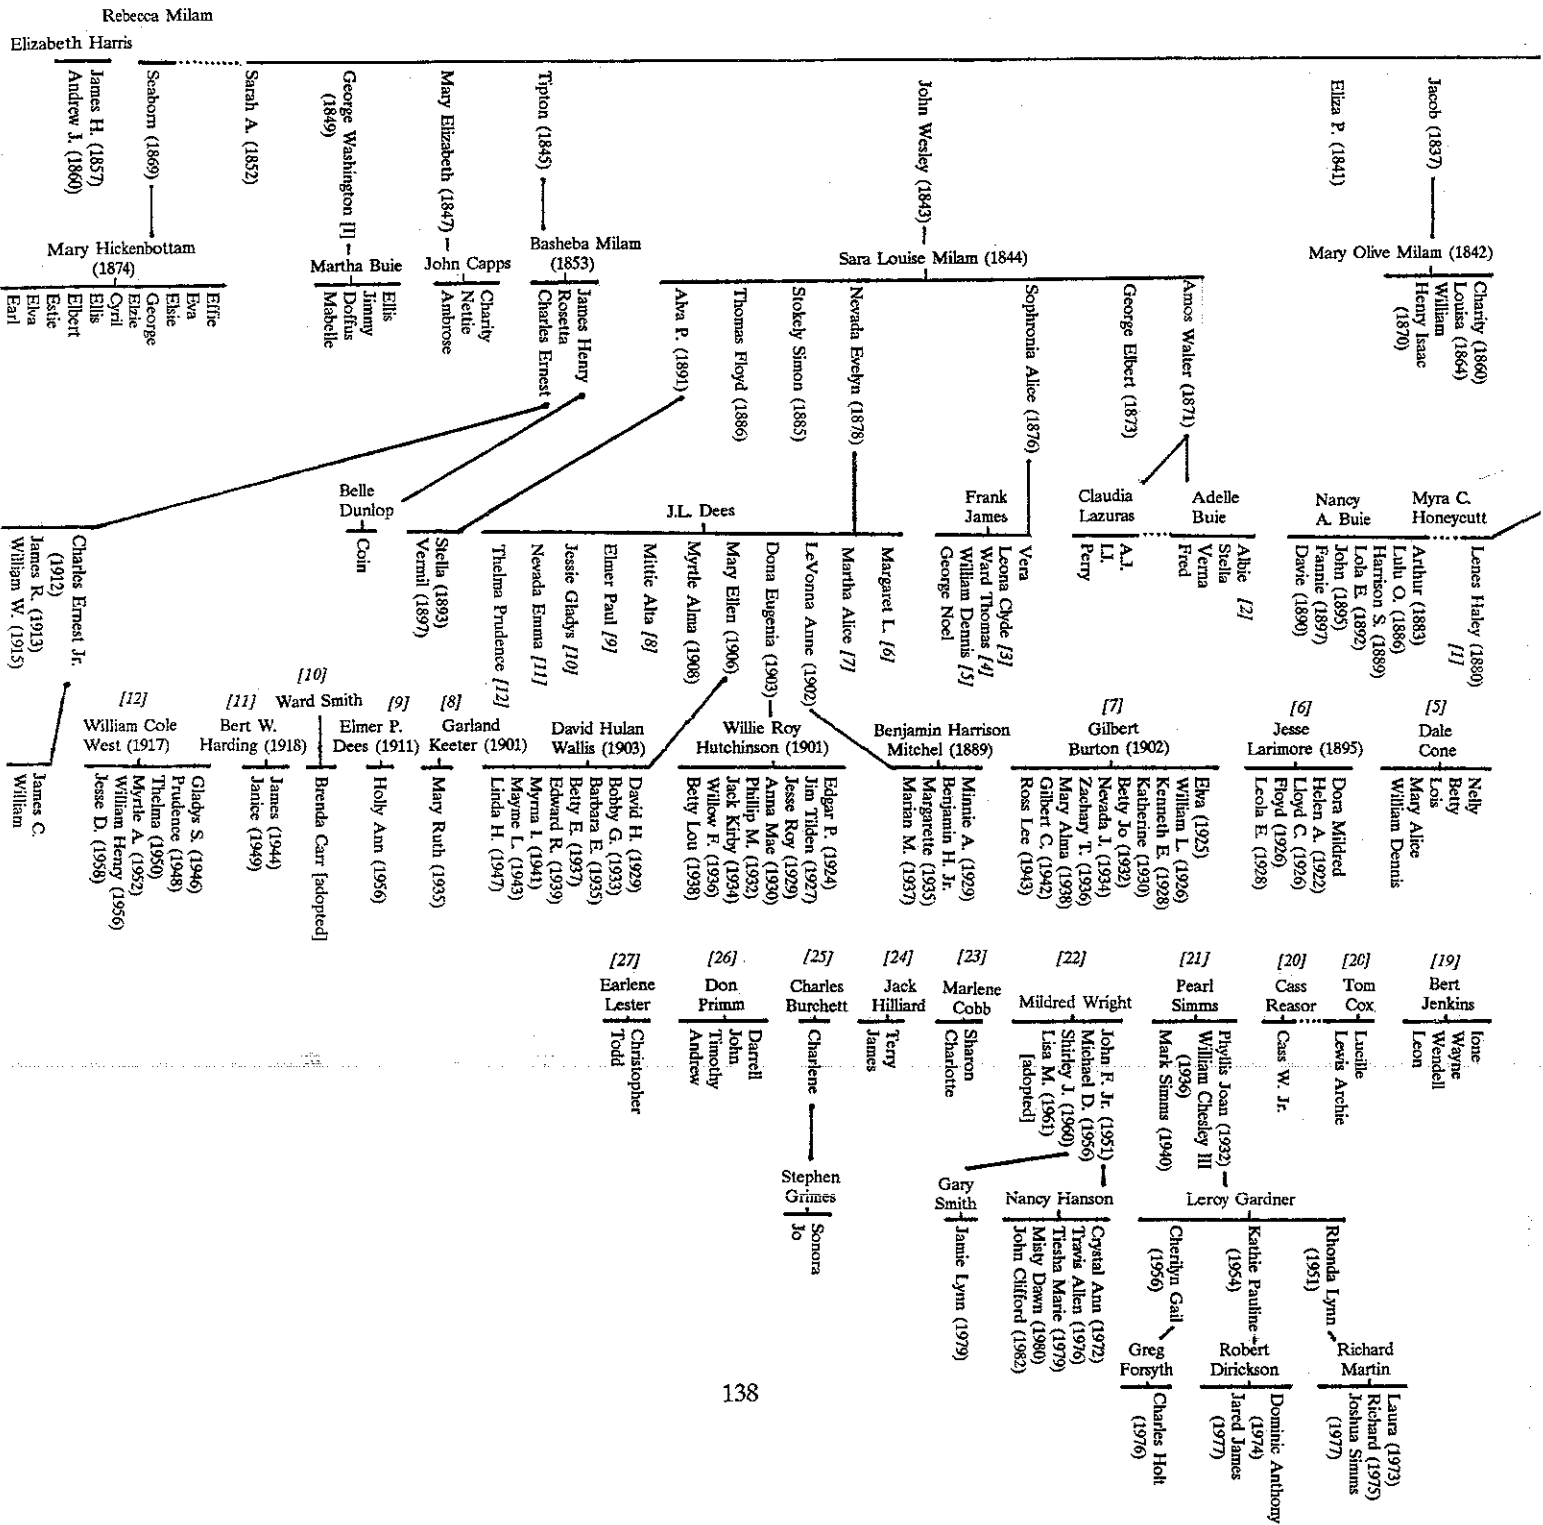 Rebecca Milam
Elizabeth Harris
James H. (1857)
Andrew J. (1860)
Seaborn (1869)
Sarah A. (1852)
George Washington [I]
(1849)
Mary Elizabeth (1847)
Tipton (1845)
John Wesley (1843)
Eliza P. (1841)
Jacob (1837)
Mary Hickenbottam
(1874)
Martha Buie
John Capps
Basheba Milam
(1853)
Sara Louise Milam (1844)
Mary Olive Milam (1842)
Effie
Eva
Elsie
George
Elzie
Cyril
Ellis
Elbert
Estie
Elva
Earl
Ellis
Jimmy
Doffus
Mabelle
Charity
Nettie
Ambrose
James Henry
Rosetta
Charles Ernest
Alva P. (1891)
Thomas Floyd (1886)
Stokely Simon (1885)
Nevada Evelyn (1878)
Sophronia Alice (1876)
George Elbert (1873)
Amos Walter (1871)
Charity (1860)
Louisa (1864)
William
Henry Isaac
(1870)
Belle
Dunlop
J.L. Dees
Frank
James
Claudia
Lazuras
Adelle
Buie
Nancy
A. Buie
Myra C.
Honeycutt
Charles Ernest Jr.
(1912)
James R. (1913)
William W. (1915)
Coin
Stella (1893)
Vermil (1897)
Thelma Prudence [12]
Nevada Emma [11]
Jessie Gladys [10]
Elmer Paul [9]
Mittie Alta [8]
Myrtle Alma (1908)
Mary Ellen (1906)
Dona Eugenia (1903)
LeVonna Anne (1902)
Martha Alice [7]
Margaret L. [6]
Vera
Leona Clyde [3]
Ward Thomas [4]
William Dennis [5]
George Noel
A.J.
I.I.
Perry
Albie [2]
Stella
Verna
Fred
Lenes Haley (1880)
[1]
Arthur (1883)
Lulu O. (1886)
Harrison S. (1889)
Lola E. (1892)
John (1895)
Fannie (1897)
Davie (1890)
[12]
William Cole
West (1917)
[11]
Bert W.
Harding (1918)
[10]
Ward Smith
[9]
Elmer P.
Dees (1911)
[8]
Garland
Keeter (1901)
David Hulan
Wallis (1903)
Willie Roy
Hutchinson (1901)
Benjamin Harrison
Mitchel (1889)
[7]
Gilbert
Burton (1902)
[6]
Jesse
Larimore (1895)
[5]
Dale
Cone
James C.
William
Gladys S. (1946)
Prudence (1948)
Thelma (1950)
Myrtle A. (1952)
William Henry (1956)
Jesse D. (1958)
James (1944)
Janice (1949)
Brenda Carr [adopted]
Holly Ann (1956)
Mary Ruth (1935)
David H. (1929)
Bobby G. (1933)
Barbara E. (1935)
Betty E. (1937)
Edward R. (1939)
Myrna I. (1941)
Mayme L. (1943)
Linda H. (1947)
Edgar P. (1924)
Jim Tilden (1927)
Jesse Roy (1929)
Anna Mae (1930)
Phillip M. (1932)
Jack Kirby (1934)
Willow F. (1936)
Betty Lou (1938)
Minnie A. (1929)
Benjamin H. Jr.
Margarette (1935)
Marian M. (1937)
Elva (1925)
William L. (1926)
Kenneth E. (1928)
Katherine (1930)
Betty Jo (1932)
Nevada J. (1934)
Zachary T. (1936)
Mary Alma (1938)
Gilbert C. (1942)
Ross Lee (1943)
Dora Mildred
Helen A. (1922)
Lloyd C. (1926)
Floyd (1926)
Leola E. (1928)
Nelly
Betty
Lois
Mary Alice
William Dennis
[27]
Earlene
Lester
[26]
Don
Primm
[25]
Charles
Burchett
[24]
Jack
Hilliard
[23]
Marlene
Cobb
[22]
Mildred Wright
[21]
Pearl
Simms
[20]
Cass
Reasor
[20]
Tom
Cox
[19]
Bert
Jenkins
Christopher
Todd
Darrell
John
Timothy
Andrew
Charlene
Terry
James
Sharon
Charlotte
John F. Jr. (1951)
Michael D. (1956)
Shirley J. (1960)
Lisa M. (1961)
[adopted]
Phyllis Joan (1932)
William Chesley III
(1936)
Mark Simms (1940)
Cass W. Jr.
Lucile
Lewis Archie
Ione
Wayne
Wendell
Leon
Stephen
Grimes
Gary
Smith
Nancy Hanson
Leroy Gardner
Sonora
Jo
Jamie Lynn (1979)
Crystal Ann (1972)
Travis Allen (1976)
Tiesha Marie (1979)
Misty Dawn (1980)
John Clifford (1982)
Cherilyn Gail
(1956)
Kathie Pauline
(1954)
Rhonda Lynn
(1951)
Greg
Forsyth
Robert
Dirickson
Richard
Martin
Charles Holt
(1976)
Dominic Anthony
(1974)
Jared James
(1977)
Laura (1973)
Richard (1975)
Joshua Simms
(1977)
138